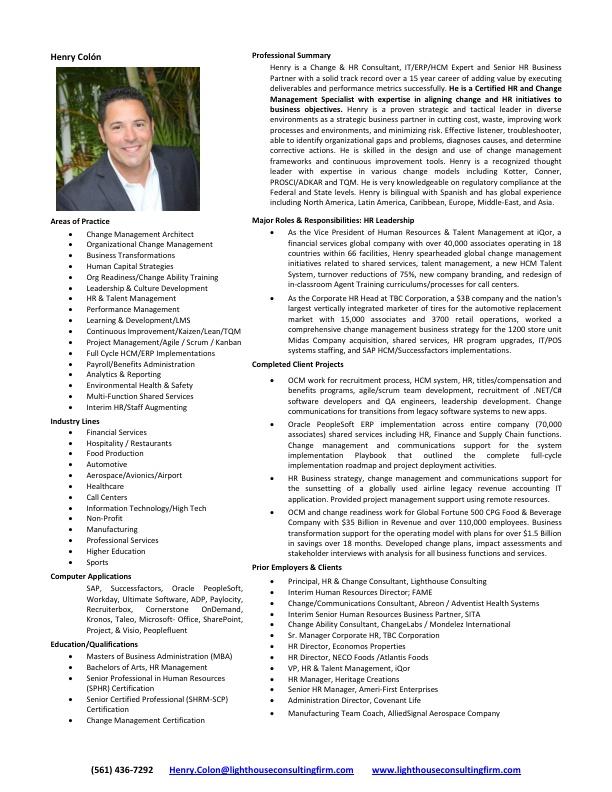 Henry Colón
Areas of Practice
• Change Management Architect
• Organizational Change Management
• Business Transformations
• Human Capital Strategies
• Org Readiness/Change Ability Training
• Leadership & Culture Development
• HR & Talent Management
• Performance Management
• Learning & Development/LMS
• Continuous Improvement/Kaizen/Lean/TQM
• Project Management/Agile / Scrum / Kanban
• Full Cycle HCM/ERP Implementations
• Payroll/Benefits Administration
• Analytics & Reporting
• Environmental Health & Safety
• Multi-Function Shared Services
• Interim HR/Staff Augmenting
Industry Lines
• Financial Services
• Hospitality / Restaurants
• Food Production
• Automotive
• Aerospace/Avionics/Airport
• Healthcare
• Call Centers
• Information Technology/High Tech
• Non-Profit
• Manufacturing
• Professional Services
• Higher Education
• Sports
Computer Applications
SAP, Successfactors, Oracle PeopleSoft,
Workday, Ultimate Software, ADP, Paylocity,
Recruiterbox, Cornerstone OnDemand,
Kronos, Taleo, Microsoft- Office, SharePoint,
Project, & Visio, Peoplefluent
Education/Qualifications
• Masters of Business Administration (MBA)
• Bachelors of Arts, HR Management
• Senior Professional in Human Resources
(SPHR) Certification
• Senior Certified Professional (SHRM-SCP)
Certification
• Change Management Certification
Professional Summary
Henry is a Change & HR Consultant, IT/ERP/HCM Expert and Senior HR Business
Partner with a solid track record over a 15 year career of adding value by executing
deliverables and performance metrics successfully. He is a Certified HR and Change
Management Specialist with expertise in aligning change and HR initiatives to
business objectives. Henry is a proven strategic and tactical leader in diverse
environments as a strategic business partner in cutting cost, waste, improving work
processes and environments, and minimizing risk. Effective listener, troubleshooter,
able to identify organizational gaps and problems, diagnoses causes, and determine
corrective actions. He is skilled in the design and use of change management
frameworks and continuous improvement tools. Henry is a recognized thought
leader with expertise in various change models including Kotter, Conner,
PROSCI/ADKAR and TQM. He is very knowledgeable on regulatory compliance at the
Federal and State levels. Henry is bilingual with Spanish and has global experience
including North America, Latin America, Caribbean, Europe, Middle-East, and Asia.
Major Roles & Responsibilities: HR Leadership
• As the Vice President of Human Resources & Talent Management at iQor, a
financial services global company with over 40,000 associates operating in 18
countries within 66 facilities, Henry spearheaded global change management
initiatives related to shared services, talent management, a new HCM Talent
System, turnover reductions of 75%, new company branding, and redesign of
in-classroom Agent Training curriculums/processes for call centers.
• As the Corporate HR Head at TBC Corporation, a $3B company and the nation's
largest vertically integrated marketer of tires for the automotive replacement
market with 15,000 associates and 3700 retail operations, worked a
comprehensive change management business strategy for the 1200 store unit
Midas Company acquisition, shared services, HR program upgrades, IT/POS
systems staffing, and SAP HCM/Successfactors implementations.
Completed Client Projects
• OCM work for recruitment process, HCM system, HR, titles/compensation and
benefits programs, agile/scrum team development, recruitment of .NET/C#
software developers and QA engineers, leadership development. Change
communications for transitions from legacy software systems to new apps.
• Oracle PeopleSoft ERP implementation across entire company (70,000
associates) shared services including HR, Finance and Supply Chain functions.
Change management and communications support for the system
implementation Playbook that outlined the complete full-cycle
implementation roadmap and project deployment activities.
• HR Business strategy, change management and communications support for
the sunsetting of a globally used airline legacy revenue accounting IT
application. Provided project management support using remote resources.
• OCM and change readiness work for Global Fortune 500 CPG Food & Beverage
Company with $35 Billion in Revenue and over 110,000 employees. Business
transformation support for the operating model with plans for over $1.5 Billion
in savings over 18 months. Developed change plans, impact assessments and
stakeholder interviews with analysis for all business functions and services.
Prior Employers & Clients
• Principal, HR & Change Consultant, Lighthouse Consulting
• Interim Human Resources Director; FAME
• Change/Communications Consultant, Abreon / Adventist Health Systems
• Interim Senior Human Resources Business Partner, SITA
• Change Ability Consultant, ChangeLabs / Mondelez International
• Sr. Manager Corporate HR, TBC Corporation
• HR Director, Economos Properties
• HR Director, NECO Foods /Atlantis Foods
• VP, HR & Talent Management, iQor
• HR Manager, Heritage Creations
• Senior HR Manager, Ameri-First Enterprises
• Administration Director, Covenant Life
• Manufacturing Team Coach, AlliedSignal Aerospace Company
(561) 436-7292 Henry.Colon@lighthouseconsultingfirm.com www.lighthouseconsultingfirm.com